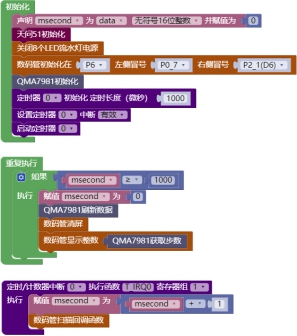 初始化
声明 msecond 为 data 无符号16位整数 并赋值为 0
天问51初始化
关闭8个LED流水灯电源
数码管初始化在 P6 左侧冒号 P0_7 右侧冒号 P2_1(D6)
QMA7981初始化
定时器 0 初始化 定时长度（微秒） 1000
设置定时器 0 中断 有效
启动定时器 0
重复执行
如果 msecond ≥ 1000
执行 赋值 msecond 为 0
QMA7981刷新数据
数码管清屏
数码管显示整数 QMA7981获取步数
定时/计数器中断 0 执行函数 T_IRQ0 寄存器组 1
执行 赋值 msecond 为 msecond + 1
数码管扫描回调函数